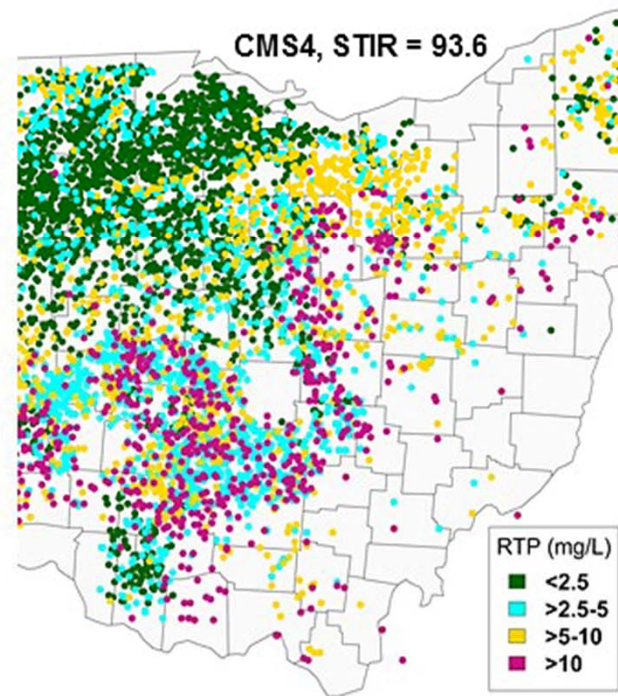 CMS4, STIR = 93.6
RTP (mg/L)
<2.5
>2.5-5
>5-10
>10